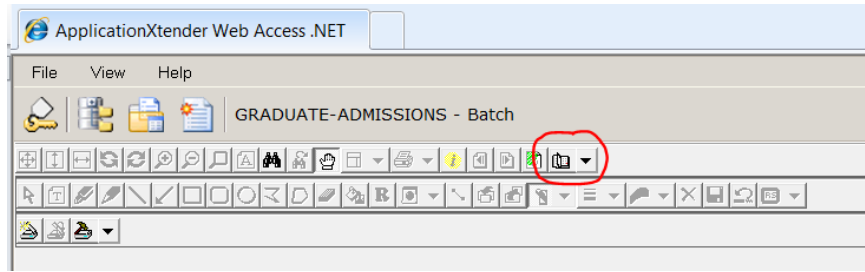 ApplicationXtender Web Access .NET
File View Help
GRADUATE-ADMISSIONS - Batch